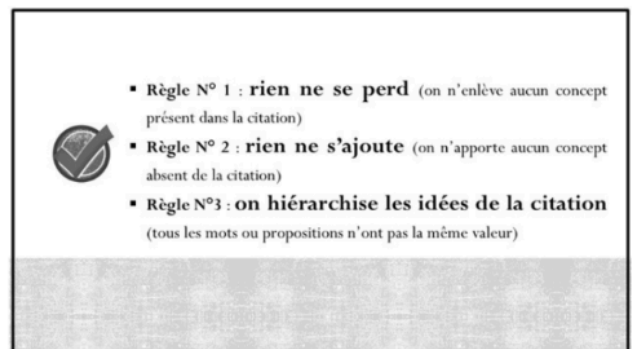 ▪ Règle N° 1 : rien ne se perd (on n'enlève aucun concept
présent dans la citation)
▪ Règle N° 2 : rien ne s'ajoute (on n'apporte aucun concept
absent de la citation)
▪ Règle N°3 : on hiérarchise les idées de la citation
(tous les mots ou propositions n'ont pas la même valeur)